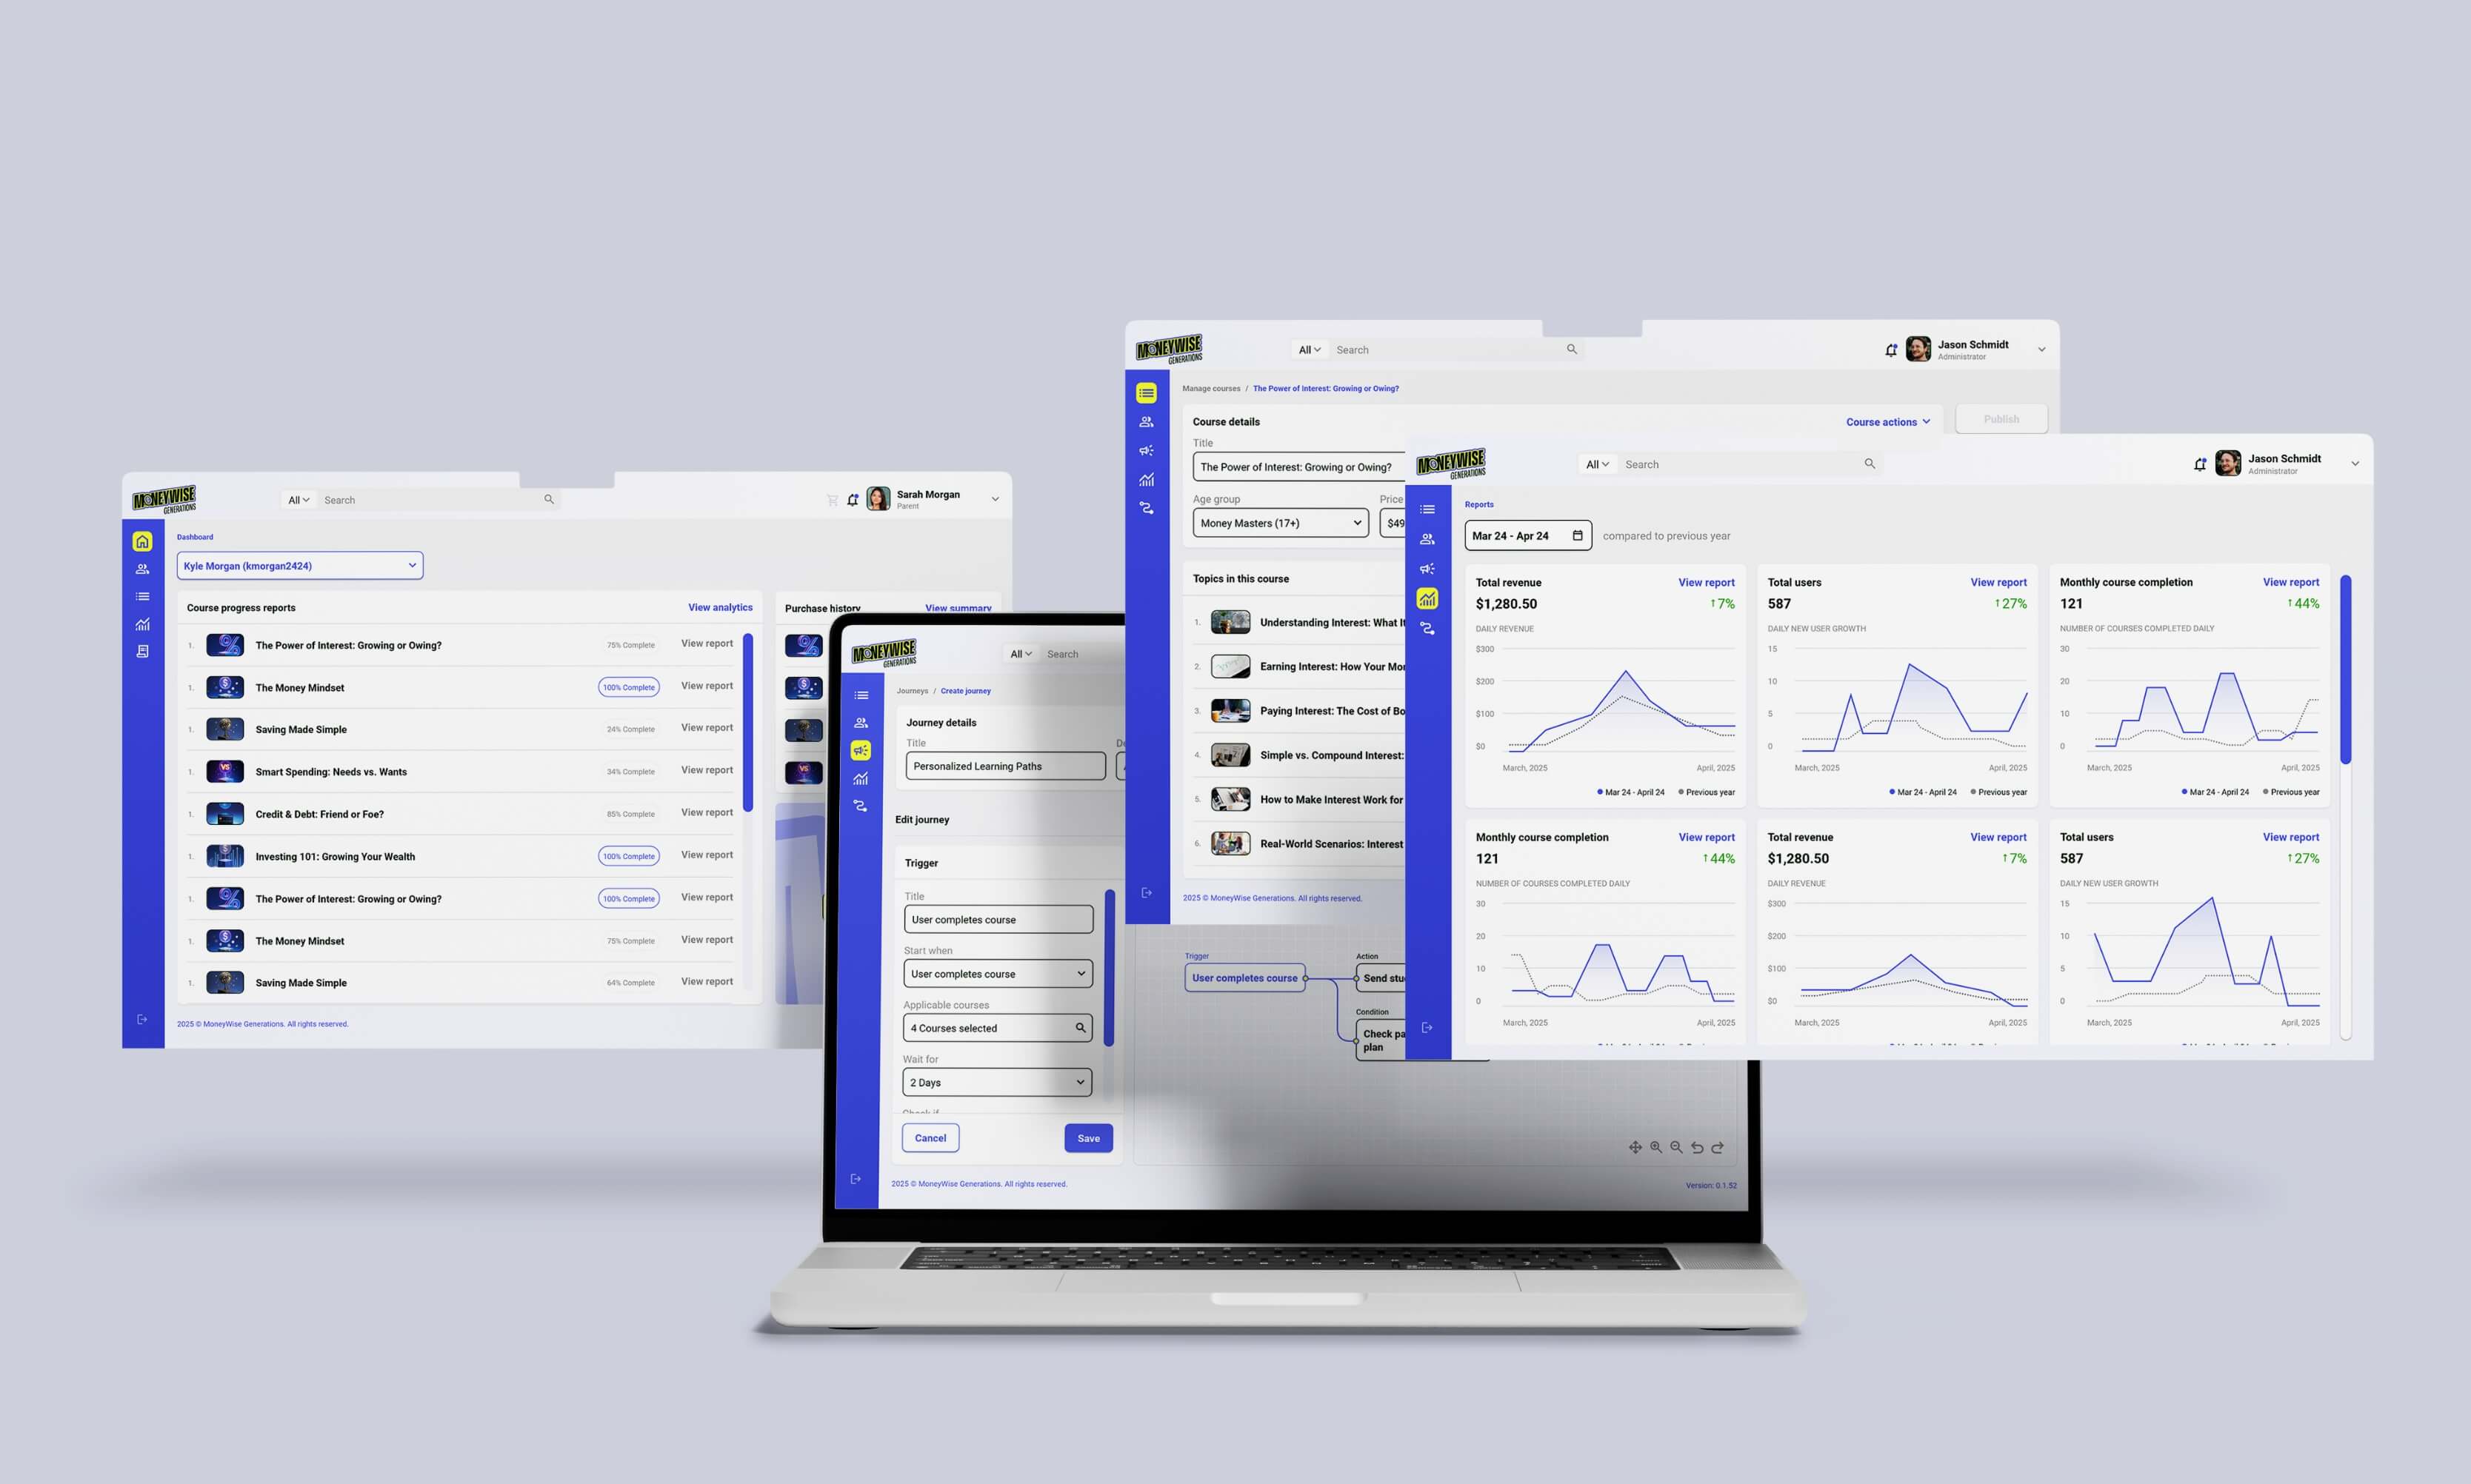 MONEYWISE
GENERATIONS
All
Search
Sarah Morgan
Parent
Dashboard
Kyle Morgan (kmorgan2424)
Course progress reports
View analytics
1. The Power of Interest: Growing or Owing? 75% Complete View report
1. The Money Mindset 100% Complete View report
1. Saving Made Simple 24% Complete View report
1. Smart Spending: Needs vs. Wants 34% Complete View report
1. Credit & Debt: Friend or Foe? 85% Complete View report
1. Investing 101: Growing Your Wealth 100% Complete View report
1. The Power of Interest: Growing or Owing? 100% Complete View report
1. The Money Mindset 75% Complete View report
1. Saving Made Simple 64% Complete View report
2025 © MoneyWise Generations. All rights reserved.
Purchase history
View summary
VS
MONEYWISE
GENERATIONS
All
Search
Journeys / Create journey
Journey details
Title
Personalized Learning Paths
Edit journey
Trigger
Title
User completes course
Start when
User completes course
Applicable courses
4 Courses selected
Wait for
2 Days
Check if
Cancel
Save
2025 © MoneyWise Generations. All rights reserved.
Trigger
User completes course
Action
Send stu
Condition
Check pa
plan
Version: 0.1.52
MONEYWISE
GENERATIONS
All
Search
Jason Schmidt
Administrator
Manage courses / The Power of Interest: Growing or Owing?
Course details
Course actions
Publish
Title
The Power of Interest: Growing or Owing?
Age group
Price
Money Masters (17+)
$49
Topics in this course
1. Understanding Interest: What It
2. Earning Interest: How Your Mon
3. Paying Interest: The Cost of Bo
4. Simple vs. Compound Interest:
5. How to Make Interest Work for
6. Real-World Scenarios: Interest
2025 © MoneyWise Generations. All rights reserved.
MONEYWISE
GENERATIONS
All
Search
Jason Schmidt
Administrator
Reports
Mar 24 - Apr 24
compared to previous year
Total revenue View report
$1,280.50 ↑7%
DAILY REVENUE
$300
$200
$100
$0
March, 2025 April, 2025
Mar 24 - April 24 Previous year
Total users View report
587 ↑27%
DAILY NEW USER GROWTH
15
10
5
0
March, 2025 April, 2025
Mar 24 - April 24 Previous year
Monthly course completion View report
121 ↑44%
NUMBER OF COURSES COMPLETED DAILY
30
20
10
0
March, 2025 April, 2025
Mar 24 - April 24 Previous year
Monthly course completion View report
121 ↑44%
NUMBER OF COURSES COMPLETED DAILY
30
20
10
0
March, 2025 April, 2025
Total revenue View report
$1,280.50 ↑7%
DAILY REVENUE
$300
$200
$100
$0
March, 2025 April, 2025
Total users View report
587 ↑27%
DAILY NEW USER GROWTH
15
10
5
0
March, 2025 April, 2025